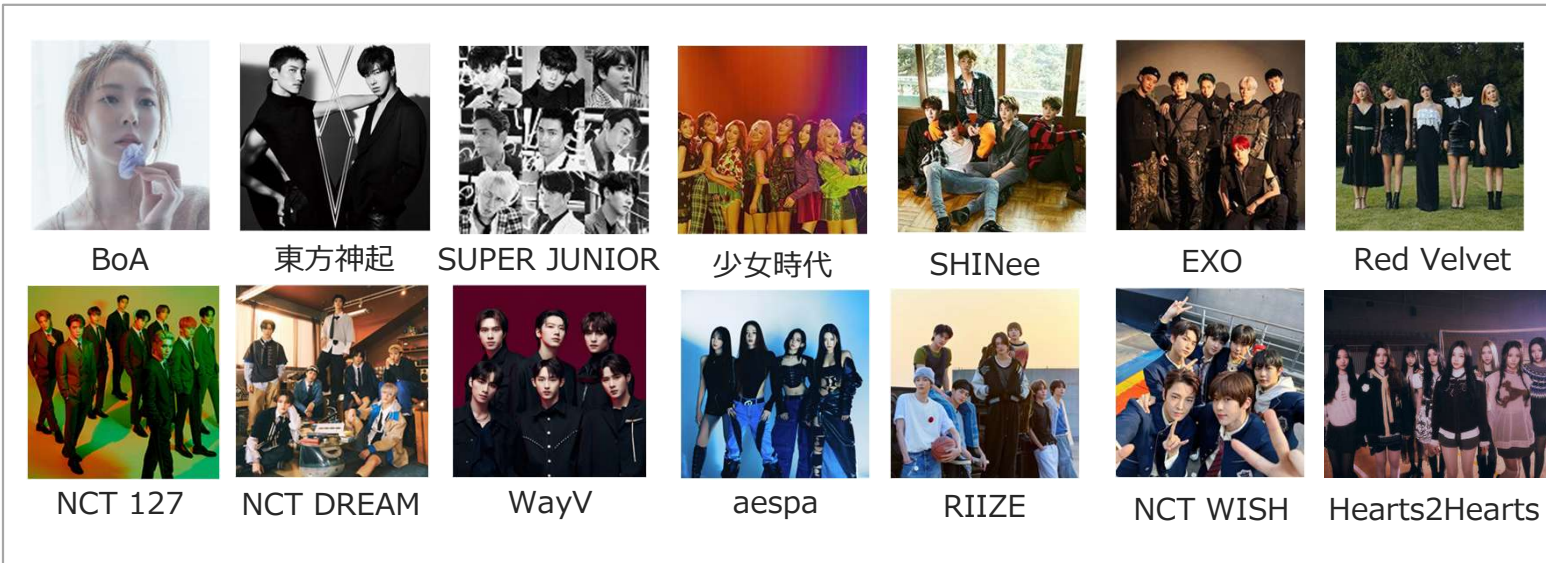 BoA
東方神起
SUPER JUNIOR
少女時代
SHINee
EXO
Red Velvet
NCT 127
NCT DREAM
WayV
aespa
RIIZE
NCT WISH
Hearts2Hearts